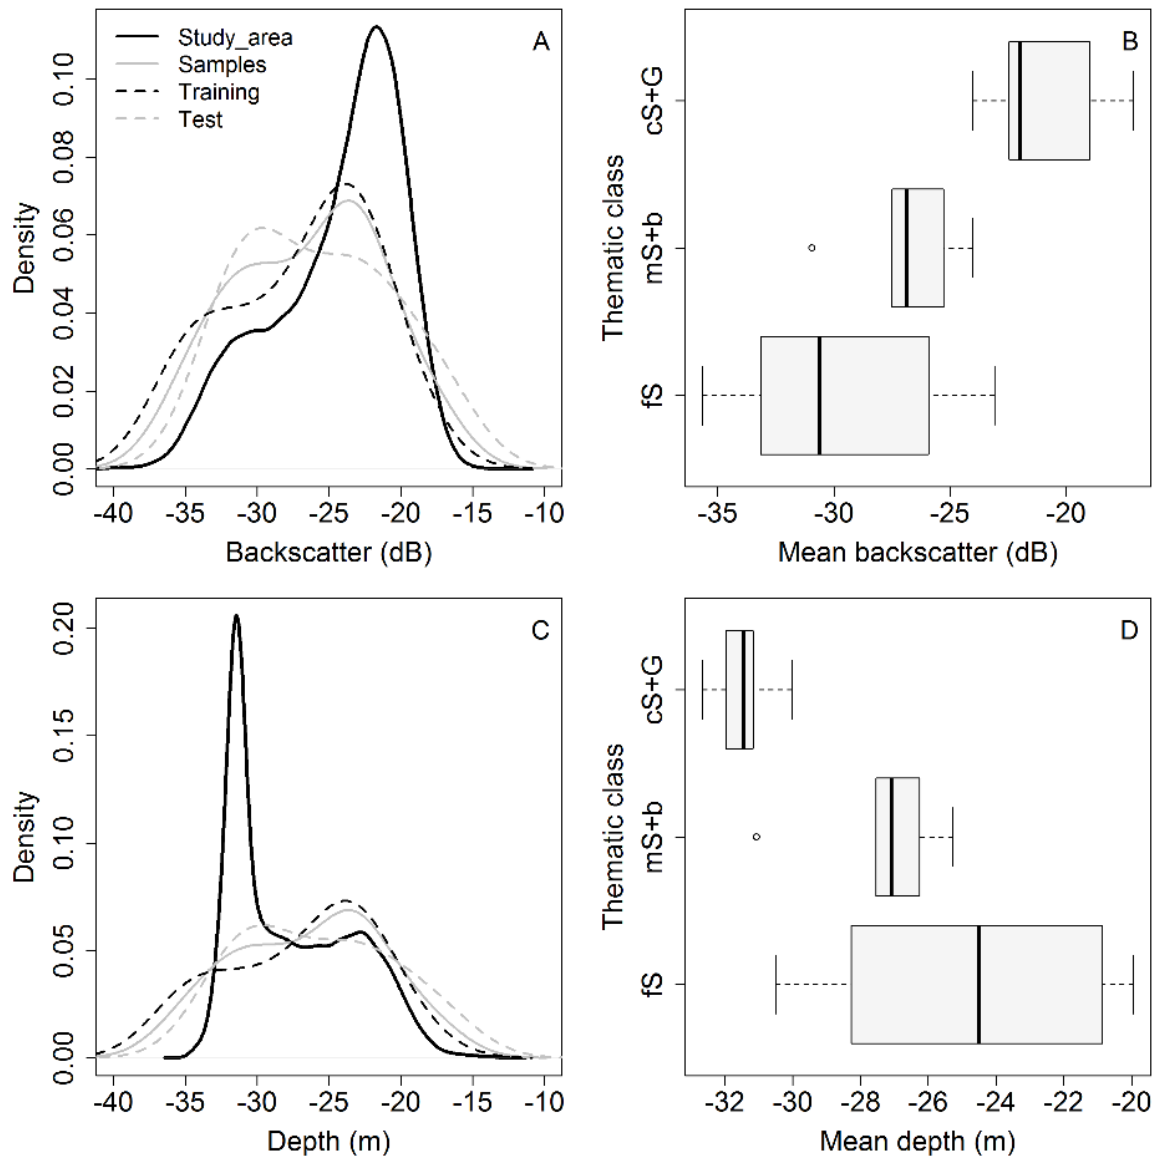 A
Study_area
Samples
Training
Test
Density
0.00
0.02
0.04
0.06
0.08
0.10
-40
-35
-30
-25
-20
-15
-10
Backscatter (dB)
B
Thematic class
cS+G
mS+b
fS
-35
-30
-25
-20
Mean backscatter (dB)
C
Density
0.00
0.05
0.10
0.15
0.20
-40
-35
-30
-25
-20
-15
-10
Depth (m)
D
Thematic class
cS+G
mS+b
fS
-32
-30
-28
-26
-24
-22
-20
Mean depth (m)